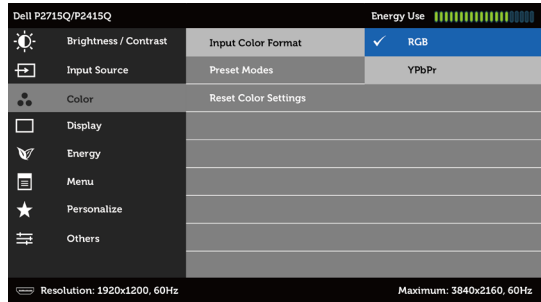 Dell P2715Q/P2415Q Energy Use
Brightness / Contrast Input Color Format RGB
Input Source Preset Modes YPbPr
Color Reset Color Settings
Display
Energy
Menu
Personalize
Others
Resolution: 1920x1200, 60Hz Maximum: 3840x2160, 60Hz